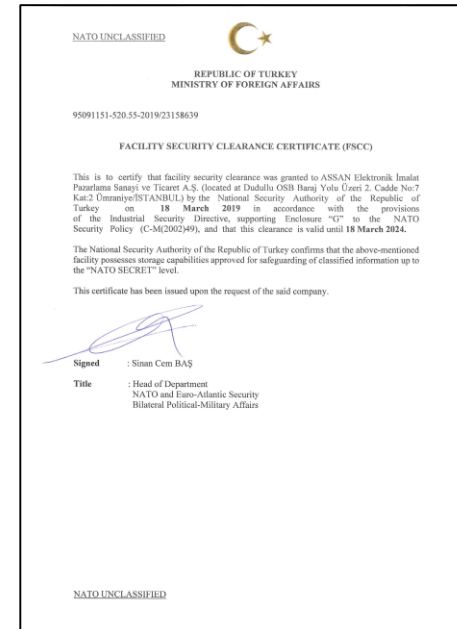 NATO UNCLASSIFIED
REPUBLIC OF TURKEY
MINISTRY OF FOREIGN AFFAIRS
95091151-520.55-2019/23158639
FACILITY SECURITY CLEARANCE CERTIFICATE (FSCC)
This is to certify that facility security clearance was granted to ASSAN Elektronik İmalat
Pazarlama Sanayi ve Ticaret A.Ş. (located at Dudullu OSB Baraj Yolu Üzeri 2. Cadde No:7
Kat:2 Ümraniye/İSTANBUL) by the National Security Authority of the Republic of
Turkey on 18 March 2019 in accordance with the provisions
of the Industrial Security Directive, supporting Enclosure "G" to the NATO
Security Policy (C-M(2002)49), and that this clearance is valid until 18 March 2024.
The National Security Authority of the Republic of Turkey confirms that the above-mentioned
facility possesses storage capabilities approved for safeguarding of classified information up to
the "NATO SECRET" level.
This certificate has been issued upon the request of the said company.
Signed : Sinan Cem BAŞ
Title : Head of Department
NATO and Euro-Atlantic Security
Bilateral Political-Military Affairs
NATO UNCLASSIFIED